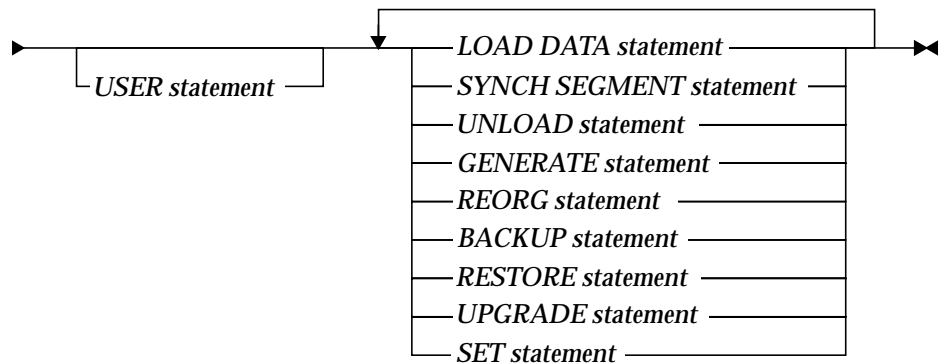 LOAD DATA statement
USER statement
SYNCH SEGMENT statement
UNLOAD statement
GENERATE statement
REORG statement
BACKUP statement
RESTORE statement
UPGRADE statement
SET statement